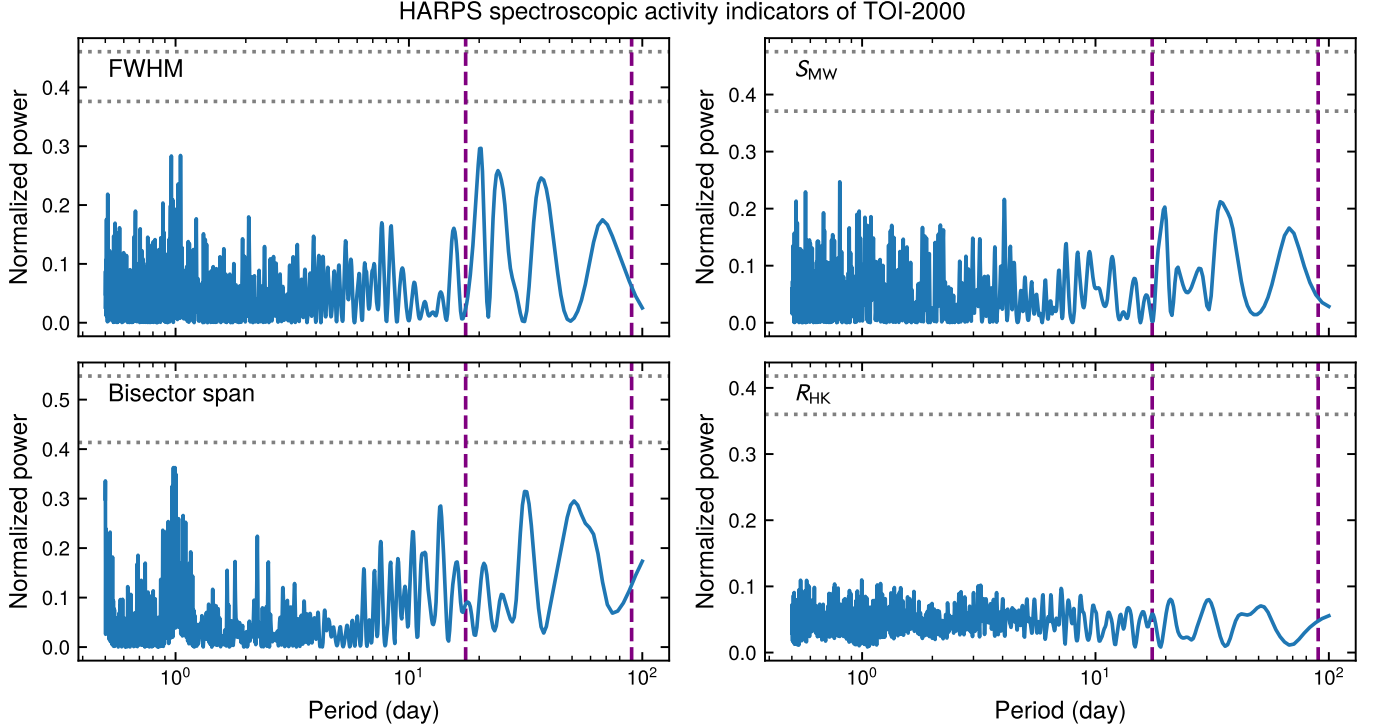 HARPS spectroscopic activity indicators of TOI-2000
FWHM
Normalized power
0.4
0.3
0.2
0.1
0.0
S_MW
Normalized power
0.4
0.3
0.2
0.1
0.0
Bisector span
Normalized power
0.5
0.4
0.3
0.2
0.1
0.0
10^0
10^1
10^2
Period (day)
R_HK
Normalized power
0.4
0.3
0.2
0.1
0.0
10^0
10^1
10^2
Period (day)